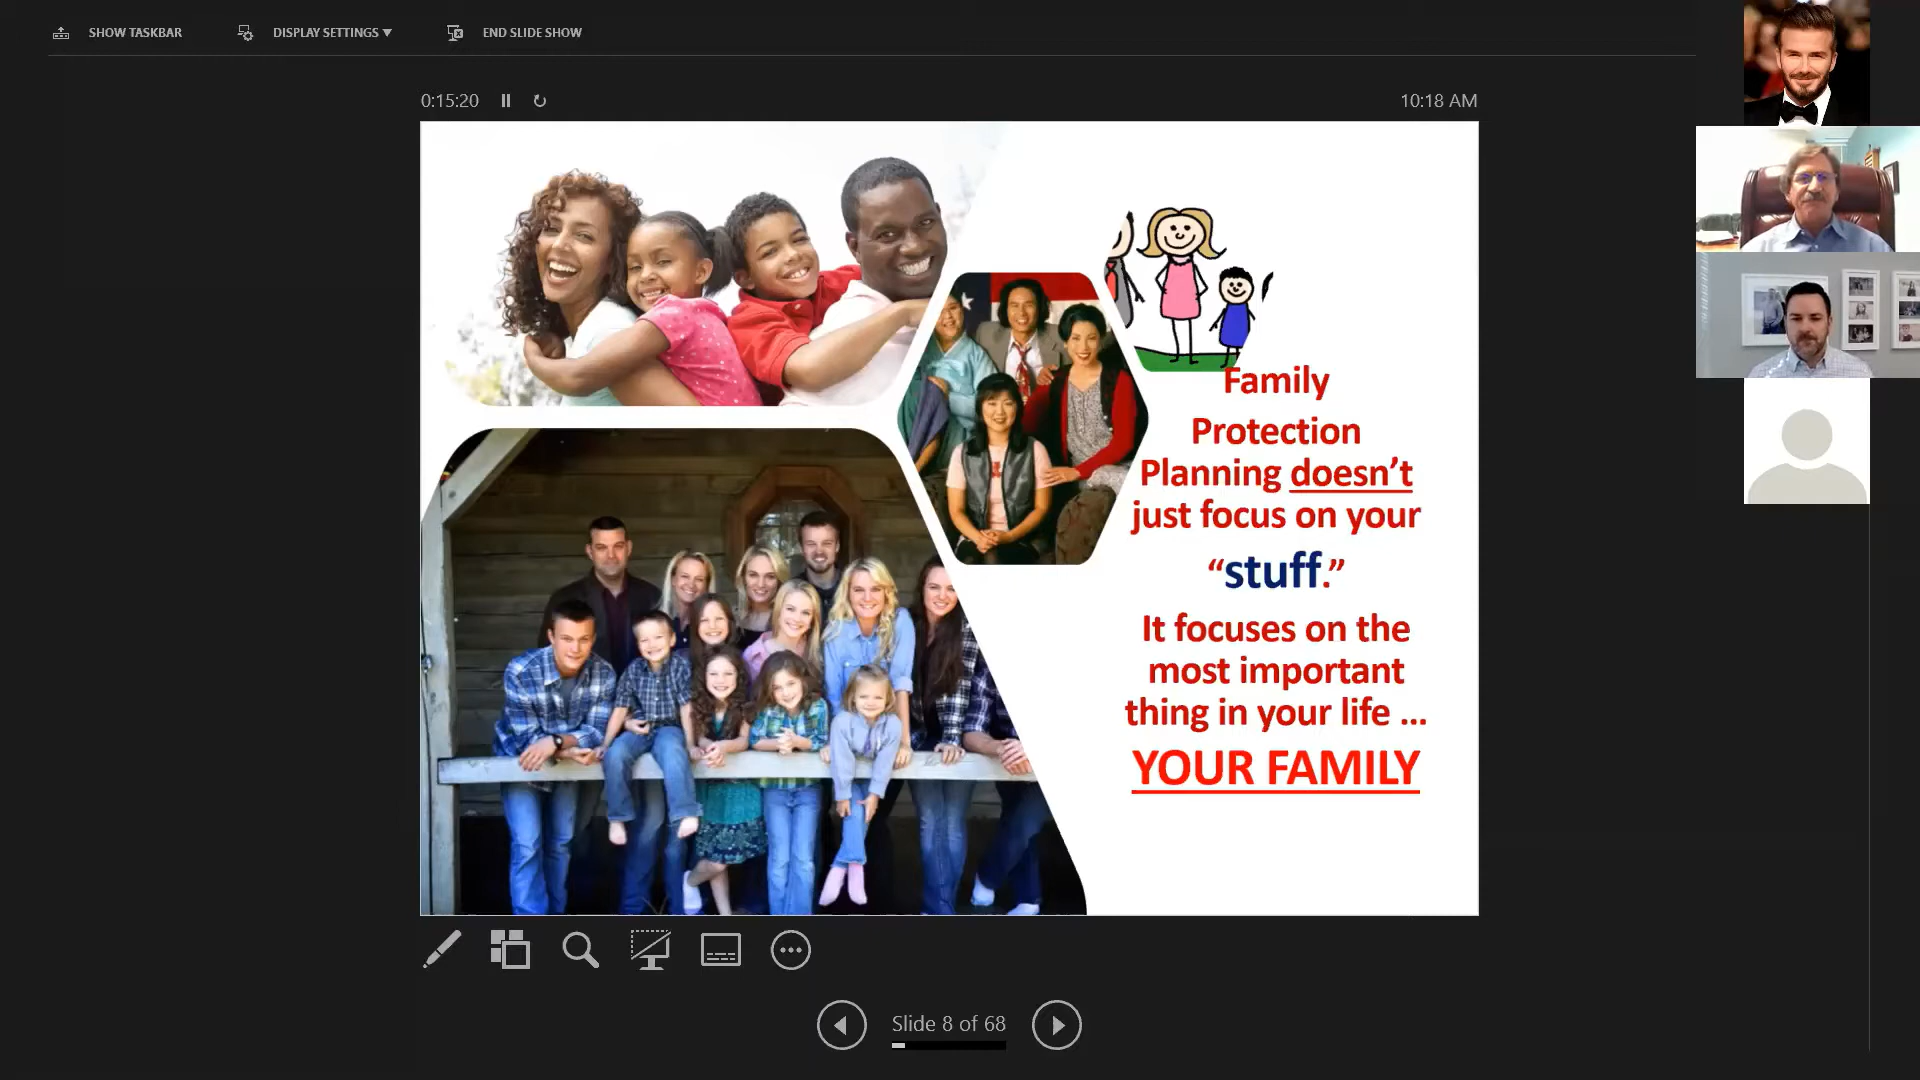 SHOW TASKBAR
DISPLAY SETTINGS ▼
END SLIDE SHOW
0:15:20
10:18 AM
Family
Protection
Planning doesn’t
just focus on your
“stuff.”
It focuses on the
most important
thing in your life ...
YOUR FAMILY
Slide 8 of 68